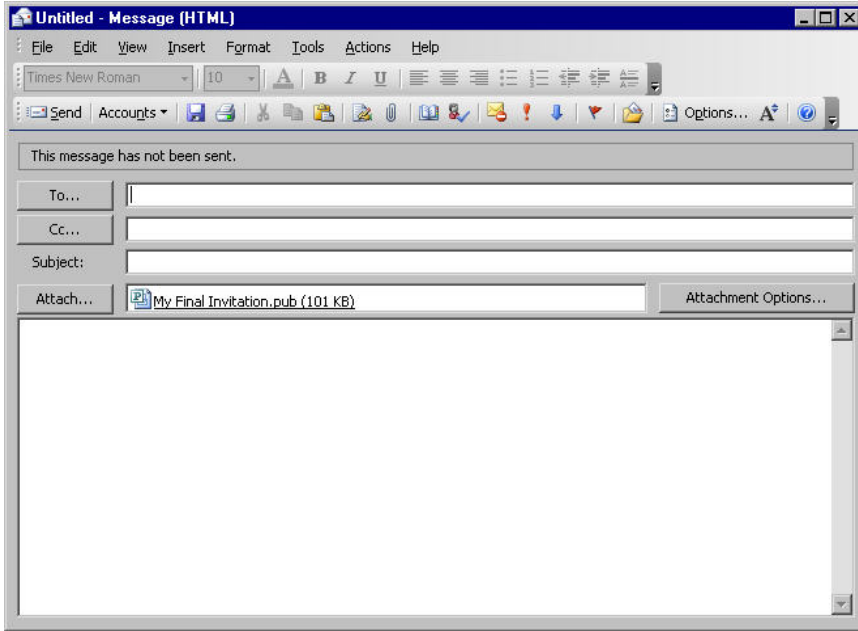 Untitled - Message (HTML)
File Edit View Insert Format Tools Actions Help
Times New Roman 10 A B I U
Send Accounts Options... A
This message has not been sent.
To...
Cc...
Subject:
Attach... My Final Invitation.pub (101 KB) Attachment Options...